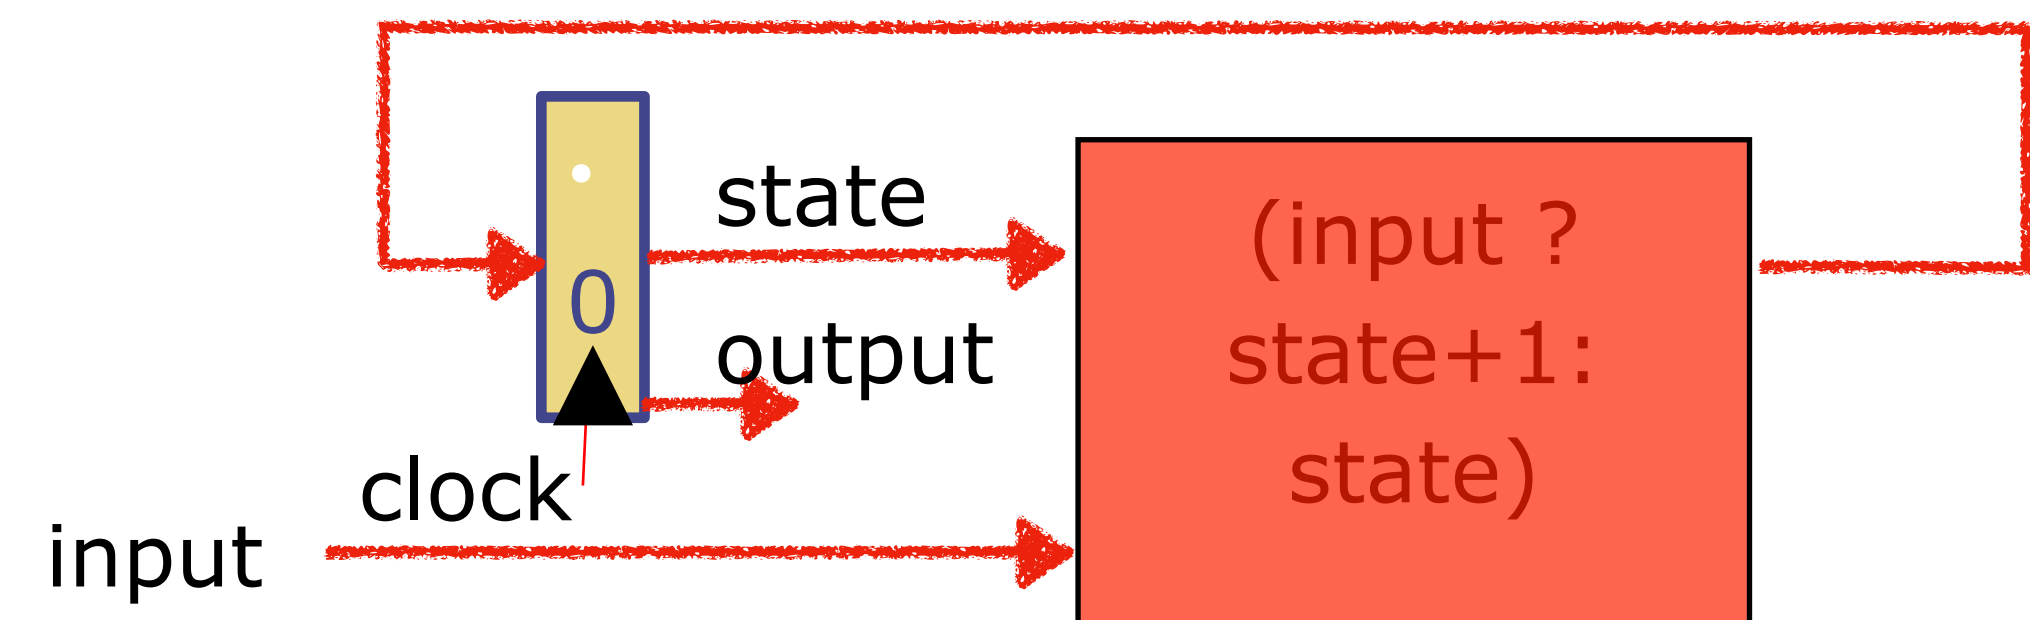 state
(input ?
0
output
state+1:
clock
state)
input